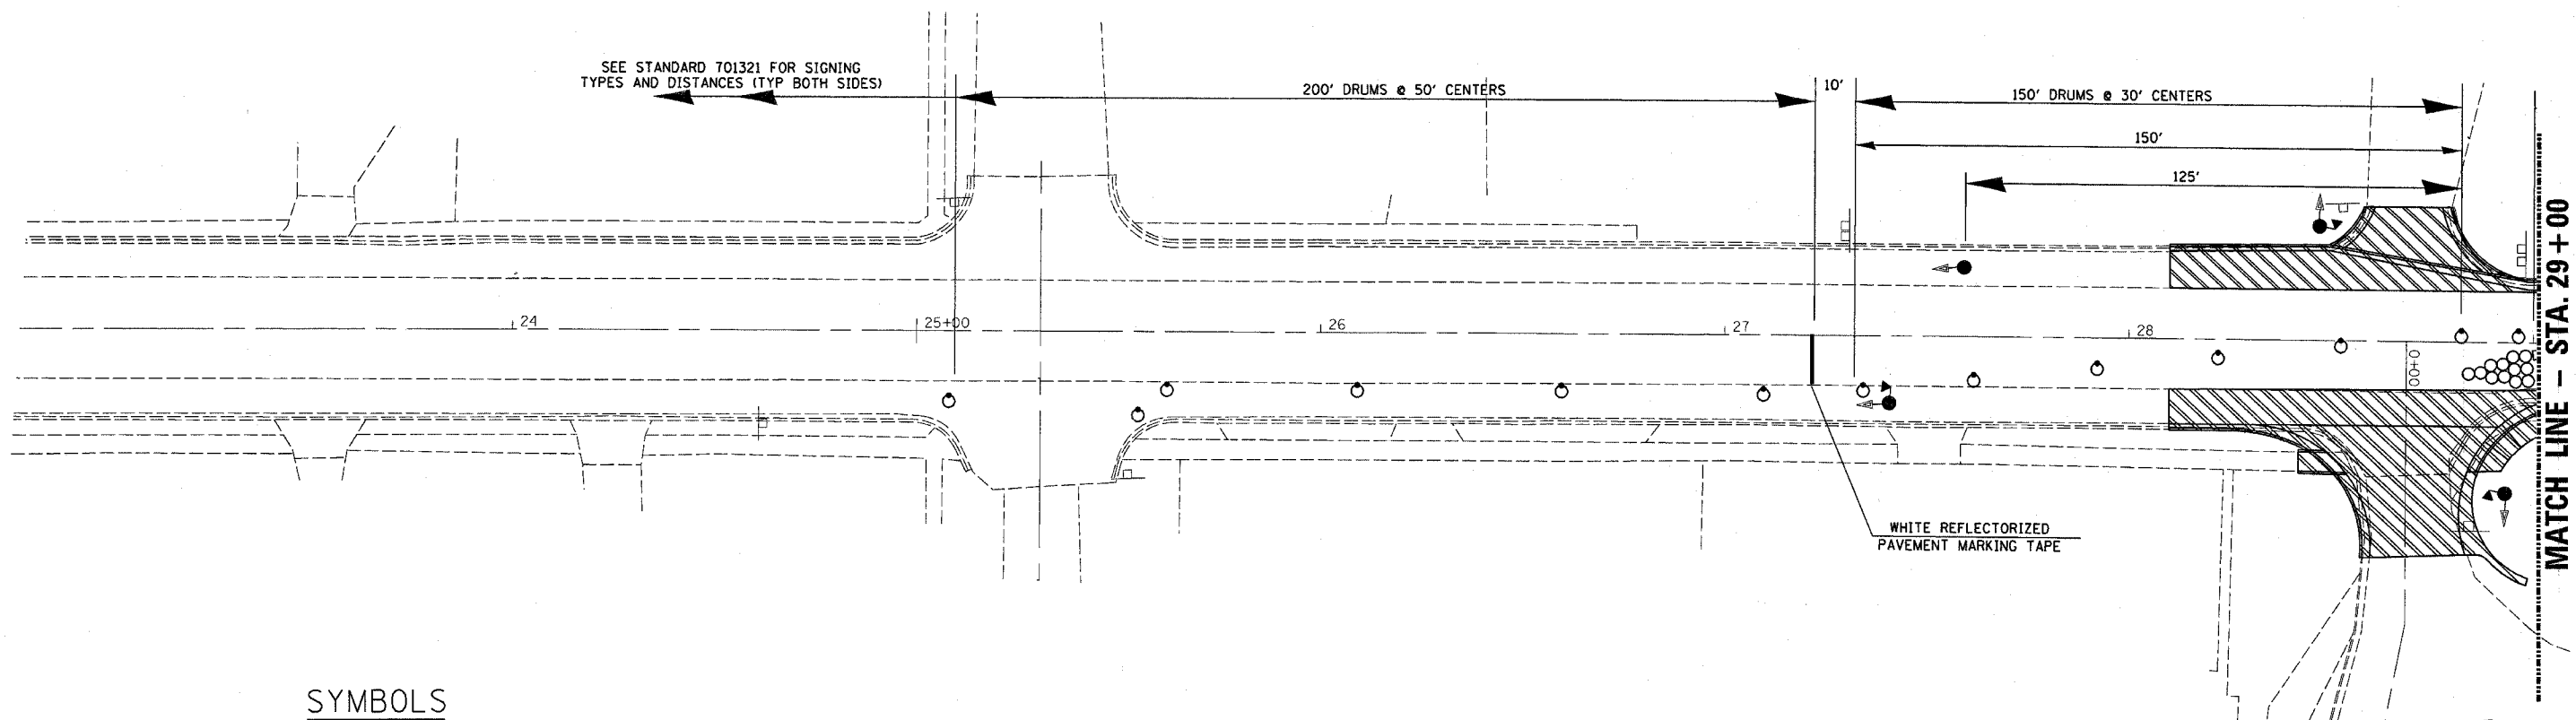 SEE STANDARD 701321 FOR SIGNING
TYPES AND DISTANCES (TYP BOTH SIDES)
200' DRUMS @ 50' CENTERS
10'
150' DRUMS @ 30' CENTERS
150'
125'
24
25+00
26
27
28
0+00
WHITE REFLECTORIZED
PAVEMENT MARKING TAPE
MATCH LINE - STA. 29+00
SYMBOLS